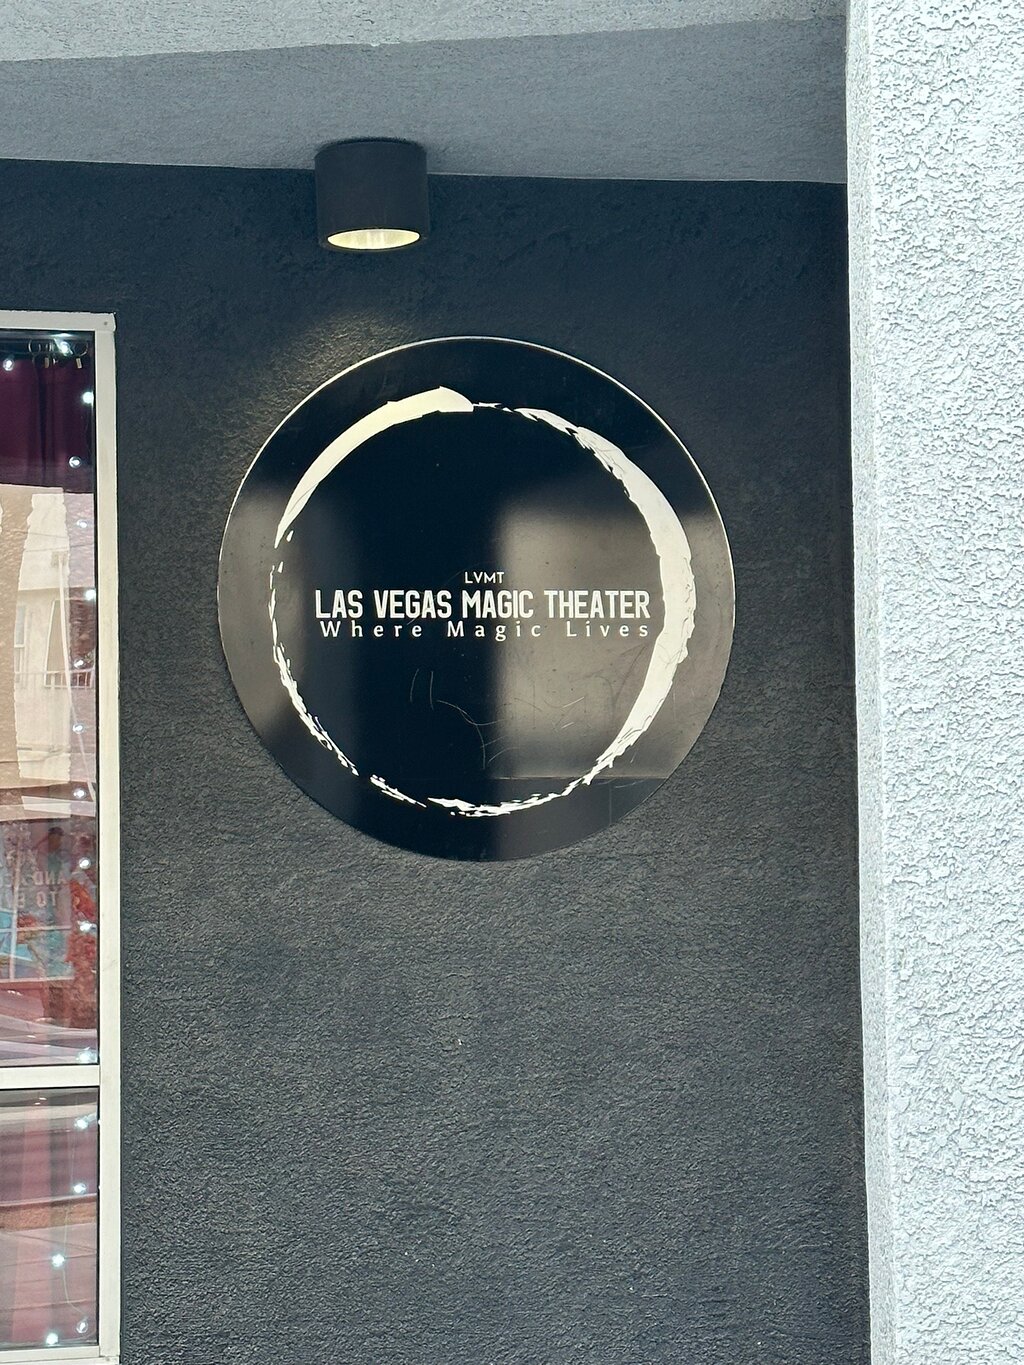 LVMT
LAS VEGAS MAGIC THEATER
Where Magic Lives